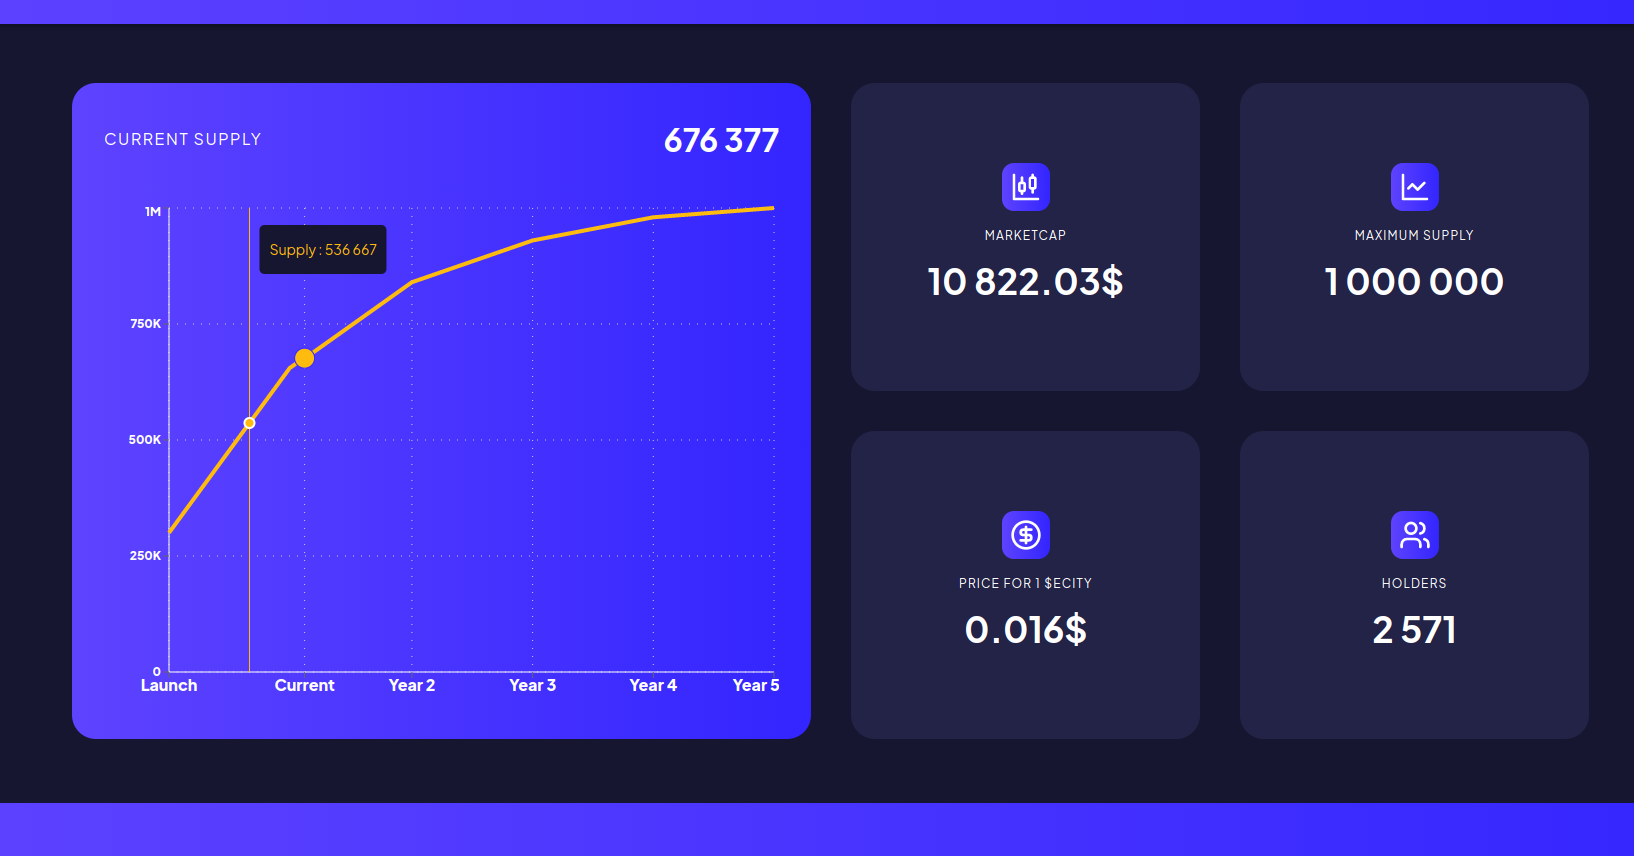 CURRENT SUPPLY
676 377
1M
Supply : 536 667
750K
500K
250K
0
Launch
Current
Year 2
Year 3
Year 4
Year 5
MARKETCAP
10 822.03$
MAXIMUM SUPPLY
1 000 000
PRICE FOR 1 $ECITY
0.016$
HOLDERS
2 571